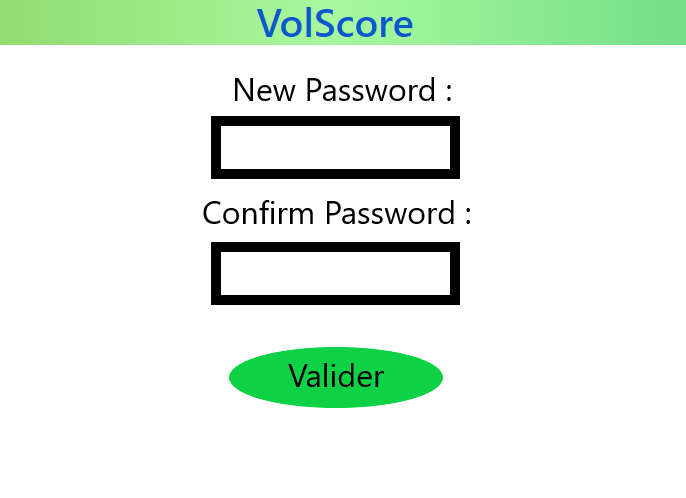 VolScore
New Password :
Confirm Password :
Valider